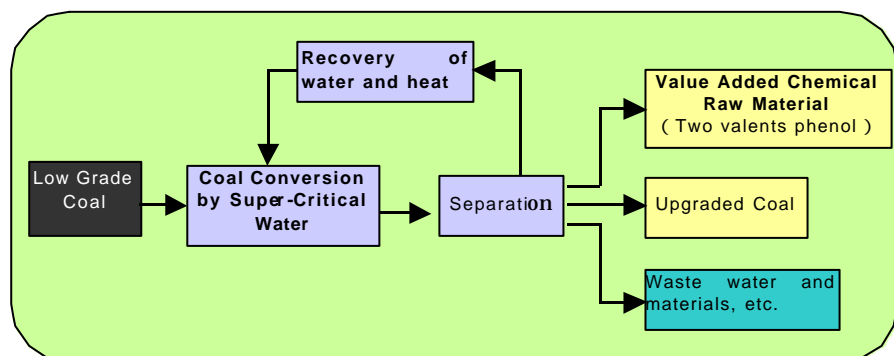 Recovery of
water and heat
Value Added Chemical
Raw Material
( Two valents phenol )
Low Grade
Coal
Coal Conversion
by Super-Critical
Water
Separation
Upgraded Coal
Waste water and
materials, etc.